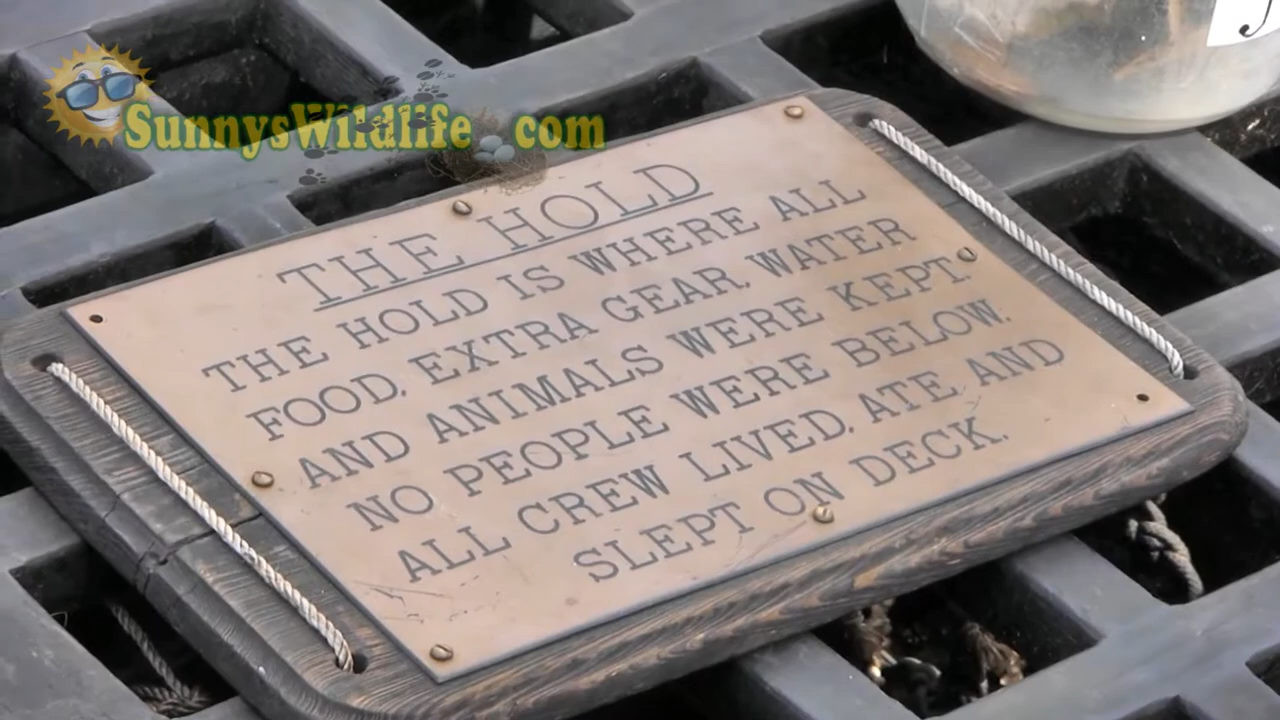 SunnysWildlife.com
THE HOLD
THE HOLD IS WHERE ALL
FOOD, EXTRA GEAR, WATER
AND ANIMALS WERE KEPT.
NO PEOPLE WERE BELOW.
ALL CREW LIVED, ATE AND
SLEPT ON DECK.